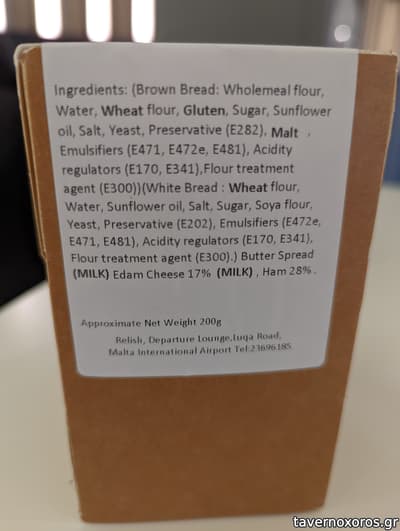 Ingredients: (Brown Bread: Wholemeal flour,
Water, Wheat flour, Gluten, Sugar, Sunflower
oil, Salt, Yeast, Preservative (E282), Malt ,
Emulsifiers (E471, E472e, E481), Acidity
regulators (E170, E341),Flour treatment
agent (E300))(White Bread : Wheat flour,
Water, Sunflower oil, Salt, Sugar, Soya flour,
Yeast, Preservative (E202), Emulsifiers (E472e,
E471, E481), Acidity regulators (E170, E341),
Flour treatment agent (E300).) Butter Spread
(MILK) Edam Cheese 17% (MILK) , Ham 28% .
Approximate Net Weight 200g
Relish, Departure Lounge,Luqa Road,
Malta International Airport Tel:23696185
tavernoxoros.gr